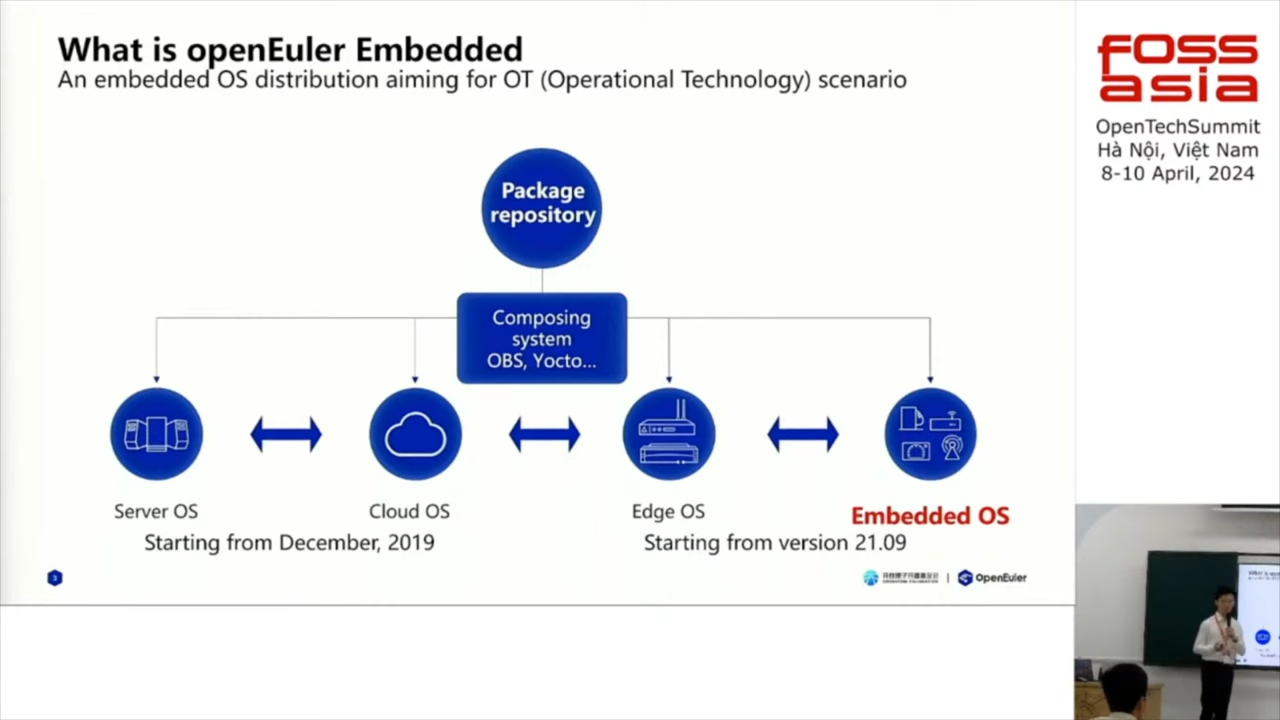 What is openEuler Embedded
An embedded OS distribution aiming for OT (Operational Technology) scenario
Package
repository
Composing
system
OBS, Yocto...
Server OS
Cloud OS
Edge OS
Embedded OS
Starting from December, 2019
Starting from version 21.09
3
OpenEuler
FOSS
asia
OpenTechSummit
Hà Nội, Việt Nam
8-10 April, 2024